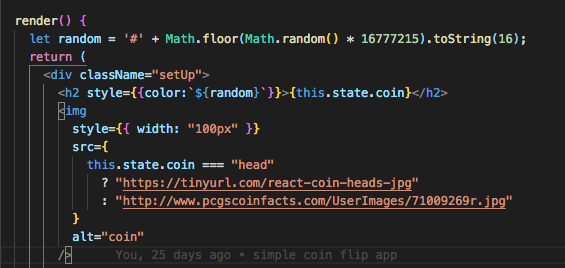 render() {
let random = '#' + Math.floor(Math.random() * 16777215).toString(16);
return (
<div className="setUp">
<h2 style={{color:`${random}`}}>{this.state.coin}</h2>
<img
style={{ width: "100px" }}
src={
this.state.coin === "head"
? "https://tinyurl.com/react-coin-heads-jpg"
: "http://www.pcgscoinfacts.com/UserImages/71009269r.jpg"
}
alt="coin"
/> You, 25 days ago • simple coin flip app